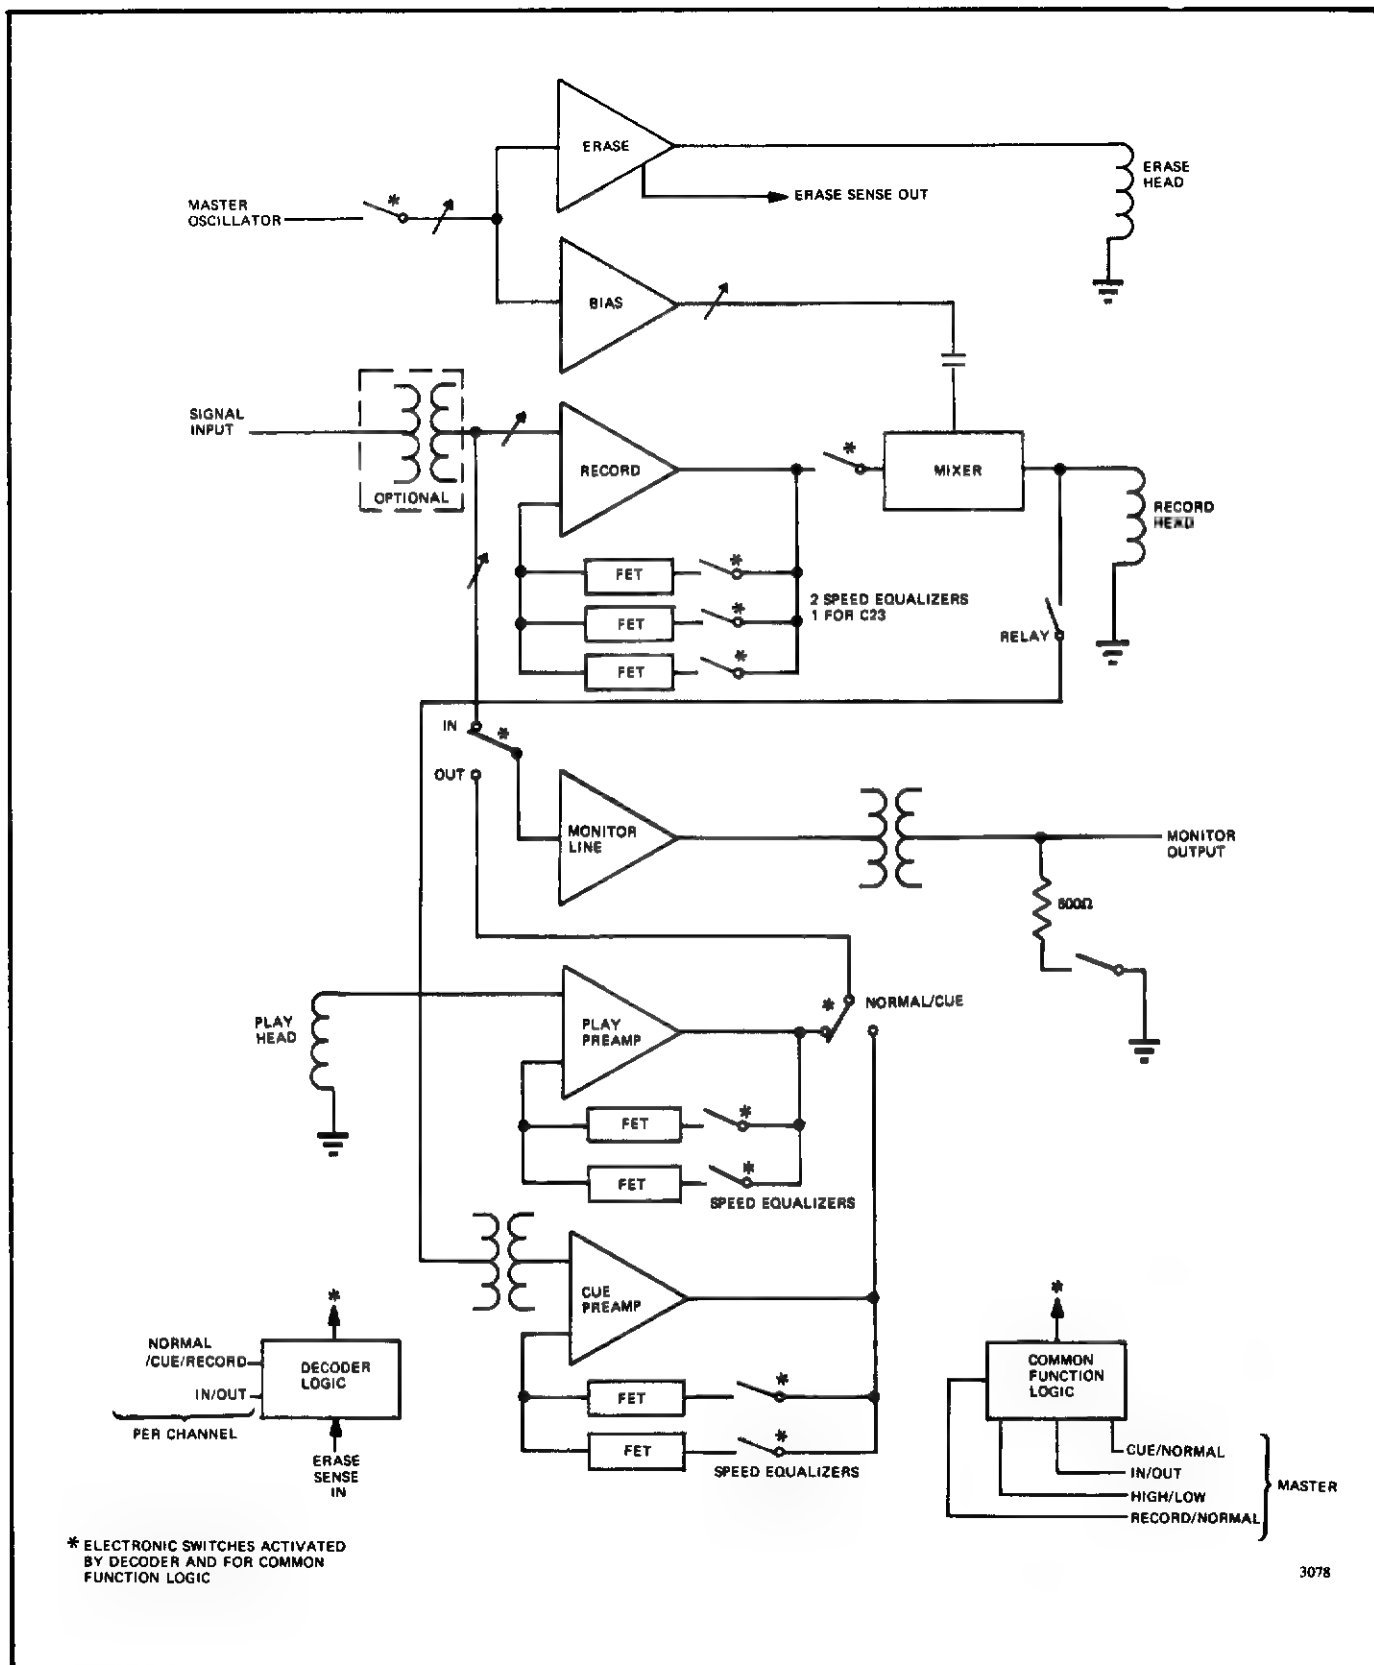 ERASE
ERASE
HEAD
ERASE SENSE OUT
MASTER
OSCILLATOR
*
BIAS
SIGNAL
INPUT
OPTIONAL
RECORD
*
MIXER
RECORD
HEAD
FET
*
2 SPEED EQUALIZERS
1 FOR C23
FET
*
FET
*
RELAY
IN
*
OUT
MONITOR
LINE
MONITOR
OUTPUT
600Ω
PLAY
HEAD
PLAY
PREAMP
*
NORMAL/CUE
FET
*
FET
*
SPEED EQUALIZERS
CUE
PREAMP
*
NORMAL
/CUE/RECORD
IN/OUT
PER CHANNEL
DECODER
LOGIC
ERASE
SENSE
IN
FET
*
FET
*
SPEED EQUALIZERS
*
COMMON
FUNCTION
LOGIC
CUE/NORMAL
IN/OUT
HIGH/LOW
RECORD/NORMAL
MASTER
* ELECTRONIC SWITCHES ACTIVATED
BY DECODER AND FOR COMMON
FUNCTION LOGIC
3078